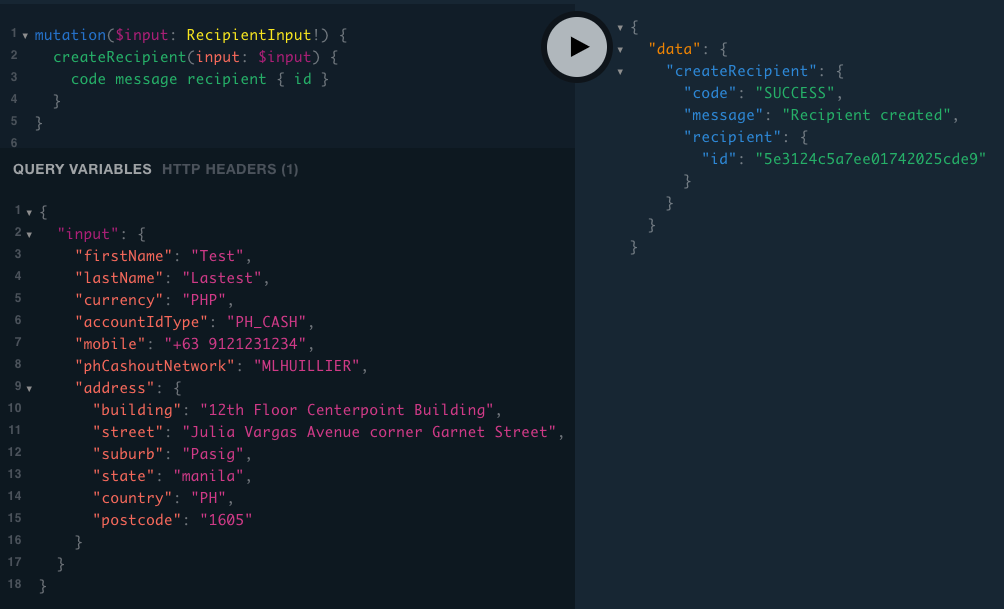 1 mutation($input: RecipientInput!) {
2 createRecipient(input: $input) {
3 code message recipient { id }
4 }
5 }
6
QUERY VARIABLES HTTP HEADERS (1)
1 {
2 "input": {
3 "firstName": "Test",
4 "lastName": "Lastest",
5 "currency": "PHP",
6 "accountIdType": "PH_CASH",
7 "mobile": "+63 9121231234",
8 "phCashoutNetwork": "MLHUILLIER",
9 "address": {
10 "building": "12th Floor Centerpoint Building",
11 "street": "Julia Vargas Avenue corner Garnet Street",
12 "suburb": "Pasig",
13 "state": "manila",
14 "country": "PH",
15 "postcode": "1605"
16 }
17 }
18 }
{
"data": {
"createRecipient": {
"code": "SUCCESS",
"message": "Recipient created",
"recipient": {
"id": "5e3124c5a7ee01742025cde9"
}
}
}
}